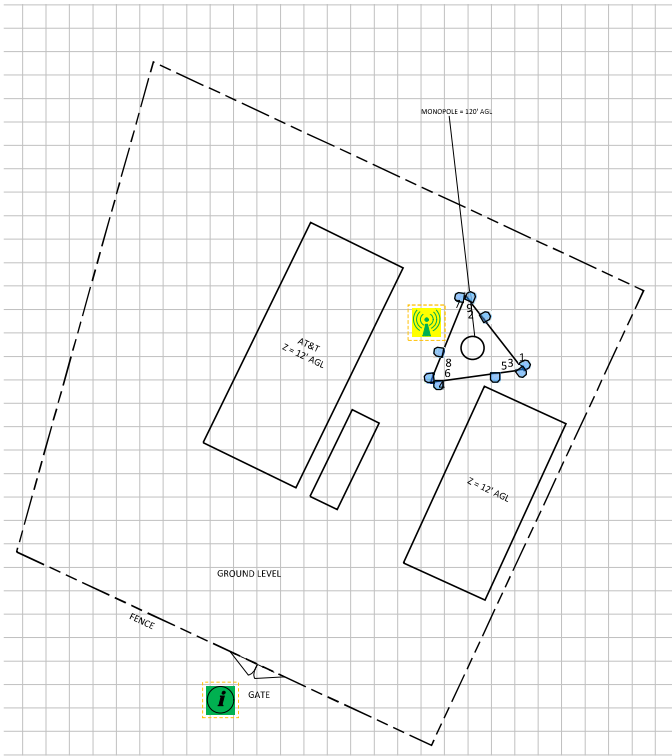 MONOPOLE = 120' AGL
7
9
2
AT&T
Z = 12' AGL
1
3
5
8
6
4
Z = 12' AGL
GROUND LEVEL
FENCE
GATE
i